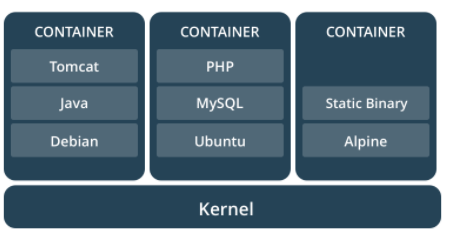 CONTAINER
Tomcat
Java
Debian
CONTAINER
PHP
MySQL
Ubuntu
CONTAINER
Static Binary
Alpine
Kernel